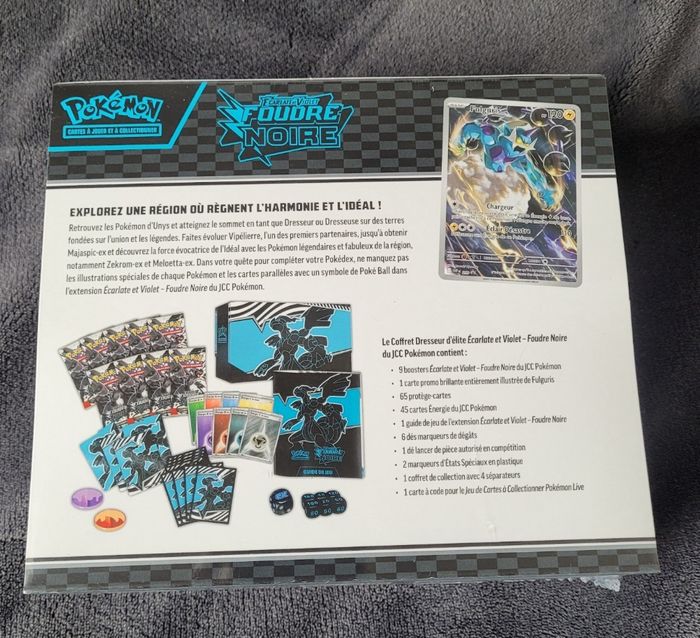 POKÉMON
CARTES À JOUER ET À COLLECTIONNER
ÉCARLATE ET VIOLET
FOUDRE
NOIRE
Fulguris
PV 120
Chargeur
EXPLOREZ UNE RÉGION OÙ RÈGNENT L'HARMONIE ET L'IDÉAL !
Retrouvez les Pokémon d'Unys et atteignez le sommet en tant que Dresseur ou Dresseuse sur des terres
fondées sur l'union et les légendes. Faites évoluer Vipélierre, l'un des premiers partenaires, jusqu'à obtenir
Majaspic-ex et découvrez la force évocatrice de l'Idéal avec les Pokémon légendaires et fabuleux de la région,
notamment Zekrom-ex et Meloetta-ex. Dans votre quête pour compléter votre Pokédex, ne manquez pas
les illustrations spéciales de chaque Pokémon et les cartes parallèles avec un symbole de Poké Ball dans
l'extension Écarlate et Violet – Foudre Noire du JCC Pokémon.
Le Coffret Dresseur d'élite Écarlate et Violet – Foudre Noire
du JCC Pokémon contient :
• 9 boosters Écarlate et Violet – Foudre Noire du JCC Pokémon
• 1 carte promo brillante entièrement illustrée de Fulguris
• 65 protège-cartes
• 45 cartes Énergie du JCC Pokémon
• 1 guide de jeu de l'extension Écarlate et Violet – Foudre Noire
• 6 dés marqueurs de dégâts
• 1 dé lancer de pièce autorisé en compétition
• 2 marqueurs d'États Spéciaux en plastique
• 1 coffret de collection avec 4 séparateurs
• 1 carte à code pour le Jeu de Cartes à Collectionner Pokémon Live
POKÉMON
FOUDRE
NOIRE
GUIDE DE JEU